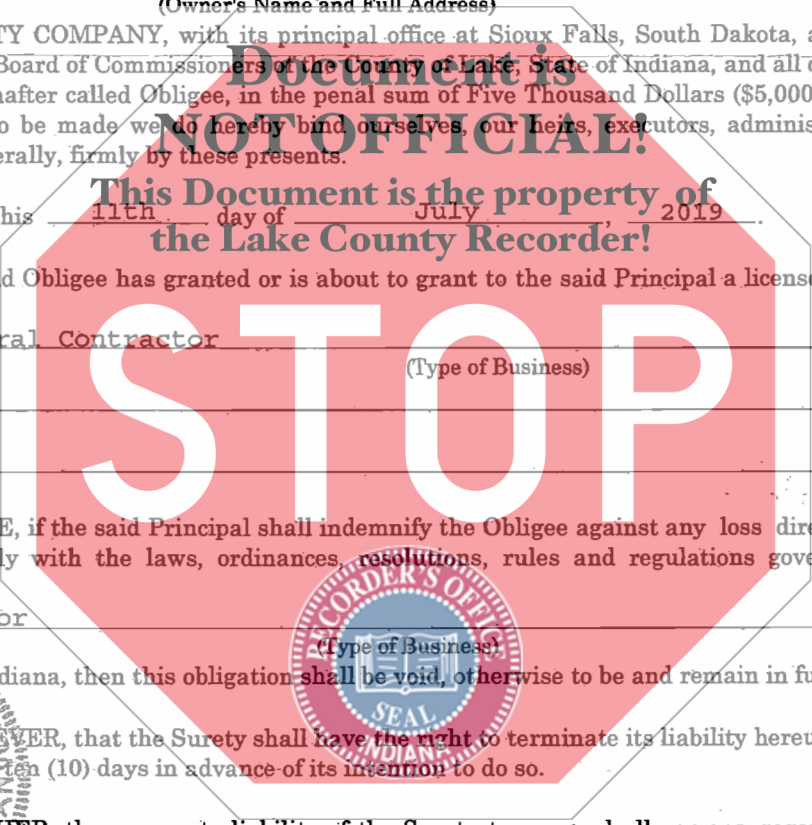 (Owner's Name and Full Address)
TY COMPANY, with its principal office at Sioux Falls, South Dakota, a
Board of Commissioners of the County of Lake, State of Indiana, and all o
nafter called Obligee, in the penal sum of Five Thousand Dollars ($5,000
o be made we do hereby bind ourselves, our heirs, executors, adminis
erally, firmly by these presents.
Document is
NOT OFFICIAL!
This Document is the property of
the Lake County Recorder!
his 11th day of July, 2019.
d Obligee has granted or is about to grant to the said Principal a license
ral Contractor
(Type of Business)
STOP
E, if the said Principal shall indemnify the Obligee against any loss dire
ly with the laws, ordinances, resolutions, rules and regulations gove
or
(Type of Business)
RECORDER'S OFFICE
SEAL
INDIANA
diana, then this obligation shall be void, otherwise to be and remain in fu
EVER, that the Surety shall have the right to terminate its liability hereu
ten (10) days in advance of its intention to do so.